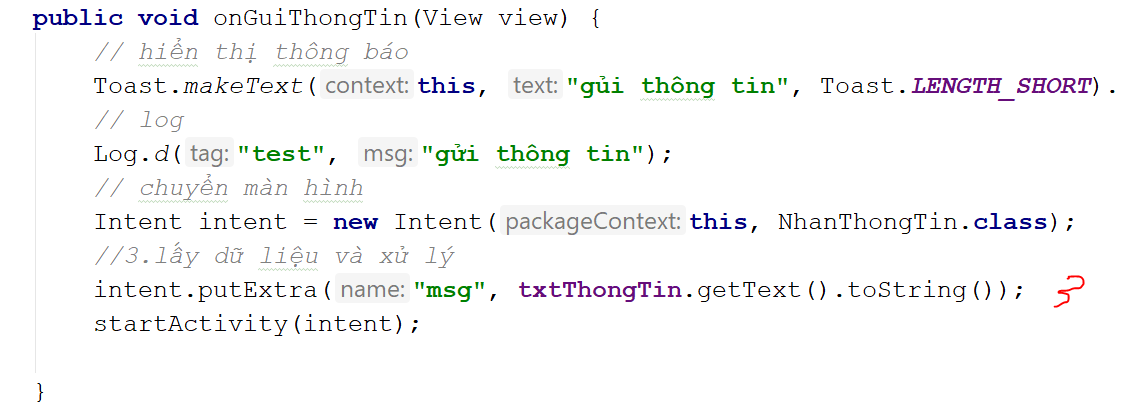 public void onGuiThongTin(View view) {
// hiển thị thông báo
Toast.makeText( context: this, text: "gủi thông tin", Toast.LENGTH_SHORT).
// log
Log.d( tag: "test", msg: "gửi thông tin");
// chuyển màn hình
Intent intent = new Intent( packageContext: this, NhanThongTin.class);
//3.lấy dữ liệu và xử lý
intent.putExtra( name: "msg", txtThongTin.getText().toString()); 3
startActivity(intent);
}